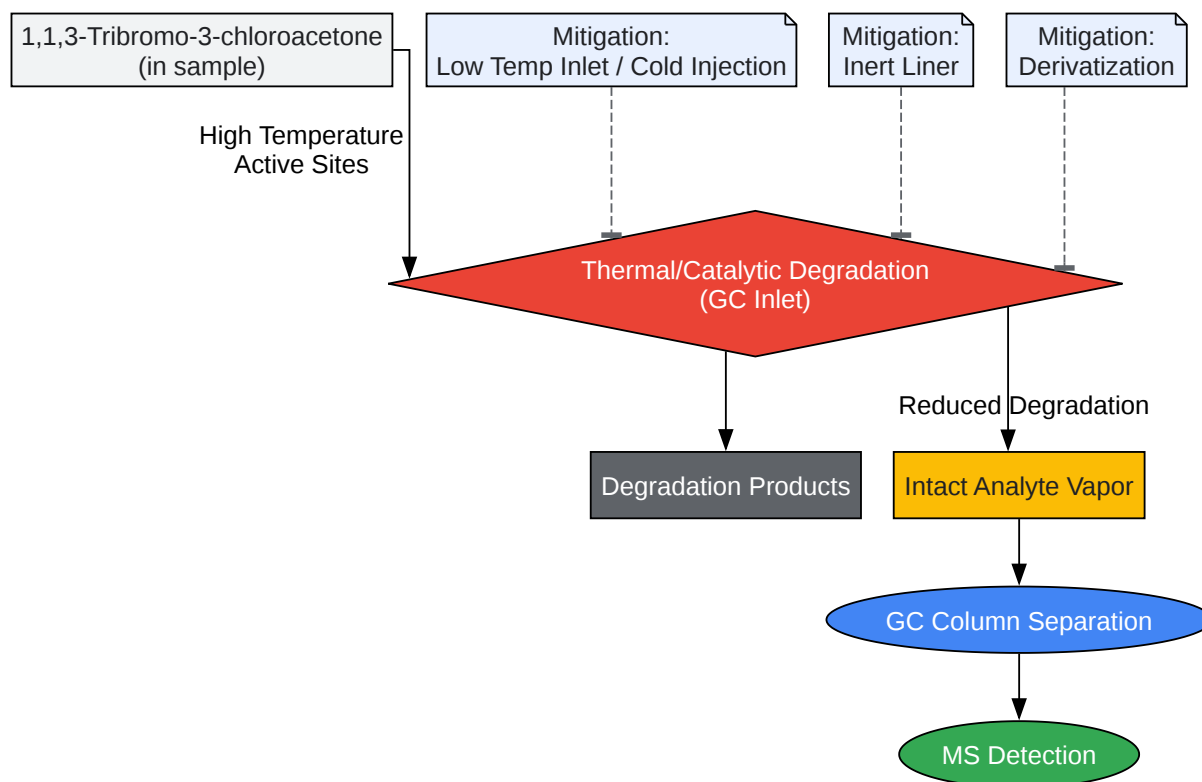 1,1,3-Tribromo-3-chloroacetone
(in sample)
Mitigation:
Low Temp Inlet / Cold Injection
Mitigation:
Inert Liner
Mitigation:
Derivatization
High Temperature
Active Sites
Thermal/Catalytic Degradation
(GC Inlet)
Reduced Degradation
Degradation Products
Intact Analyte Vapor
GC Column Separation
MS Detection